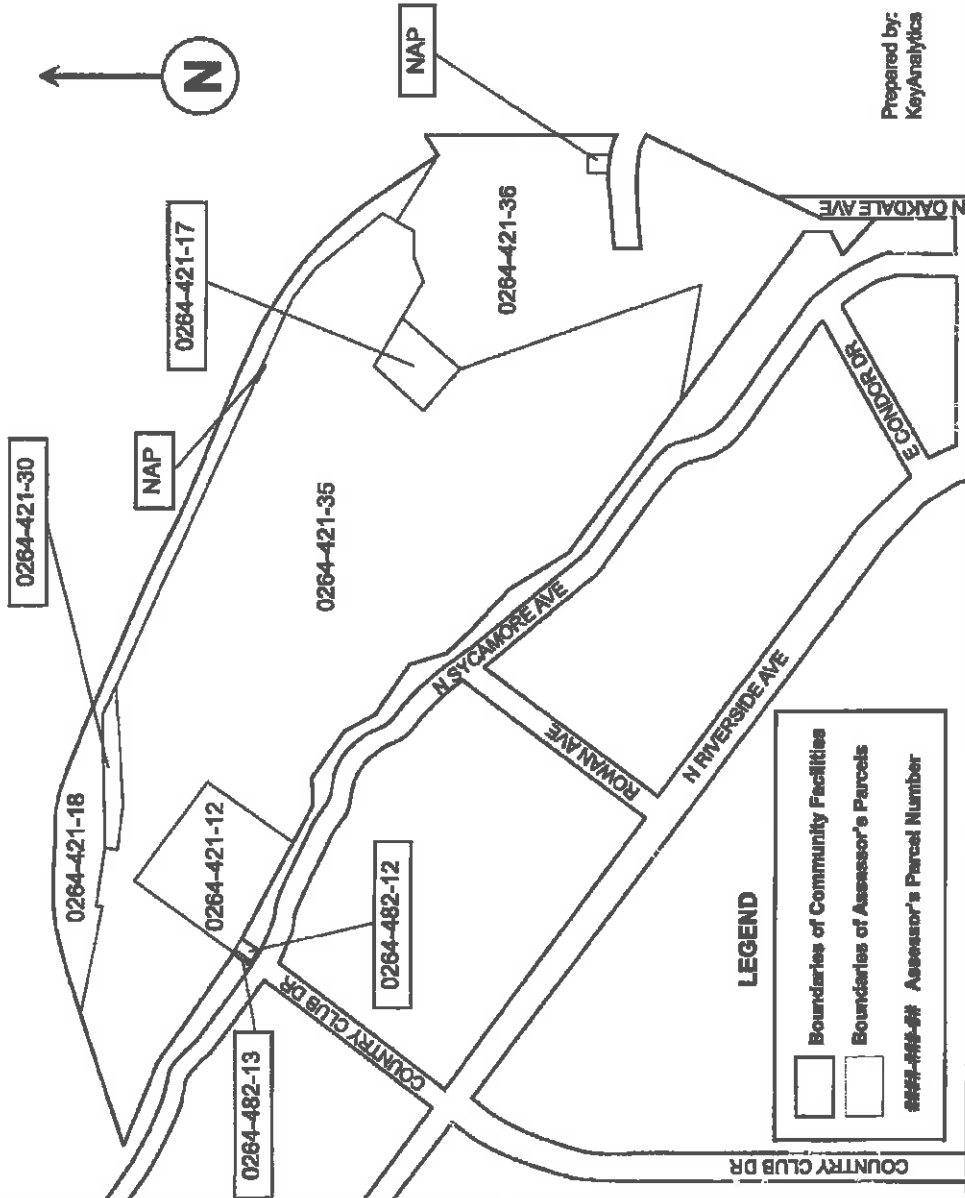 N
NAP
0264-421-17
0264-421-30
NAP
0264-421-36
0264-421-35
0264-421-18
0264-421-12
0264-482-12
0264-482-13
N OAKDALE AVE
E CONDOR DR
N SYCAMORE AVE
ROWAN AVE
N RIVERSIDE AVE
COUNTRY CLUB DR
COUNTRY CLUB DR
LEGEND
Boundaries of Community Facilities
Boundaries of Assessor's Parcels
####-###-## Assessor's Parcel Number
Prepared by:
KeyAnalytics